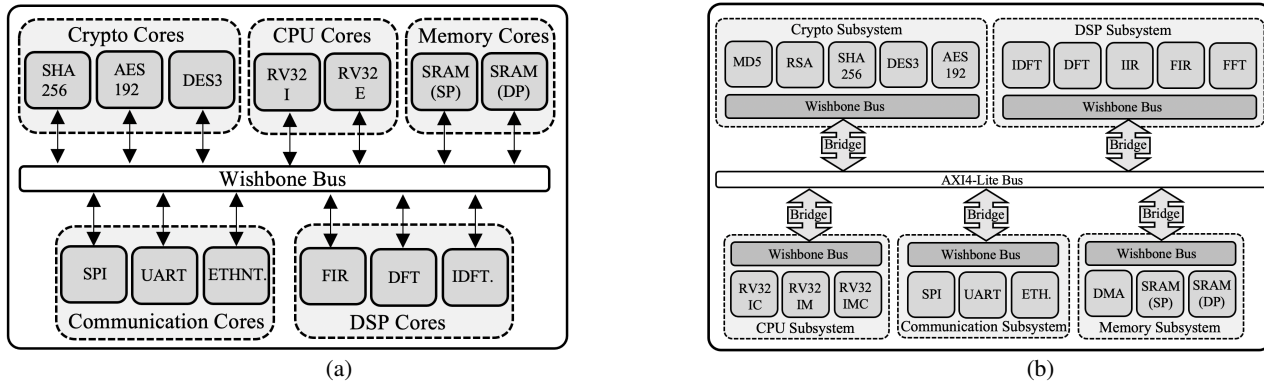 Crypto Cores
SHA
256
AES
192
DES3
CPU Cores
RV32
I
RV32
E
Memory Cores
SRAM
(SP)
SRAM
(DP)
Wishbone Bus
SPI
UART
ETHNT.
Communication Cores
FIR
DFT
IDFT.
DSP Cores
(a)
Crypto Subsystem
MD5
RSA
SHA
256
DES3
AES
192
Wishbone Bus
Bridge
DSP Subsystem
IDFT
DFT
IIR
FIR
FFT
Wishbone Bus
Bridge
AXI4-Lite Bus
Bridge
Wishbone Bus
RV32
IC
RV32
IM
RV32
IMC
CPU Subsystem
Bridge
Wishbone Bus
SPI
UART
ETH.
Communication Subsystem
Bridge
Wishbone Bus
DMA
SRAM
(SP)
SRAM
(DP)
Memory Subsystem
(b)